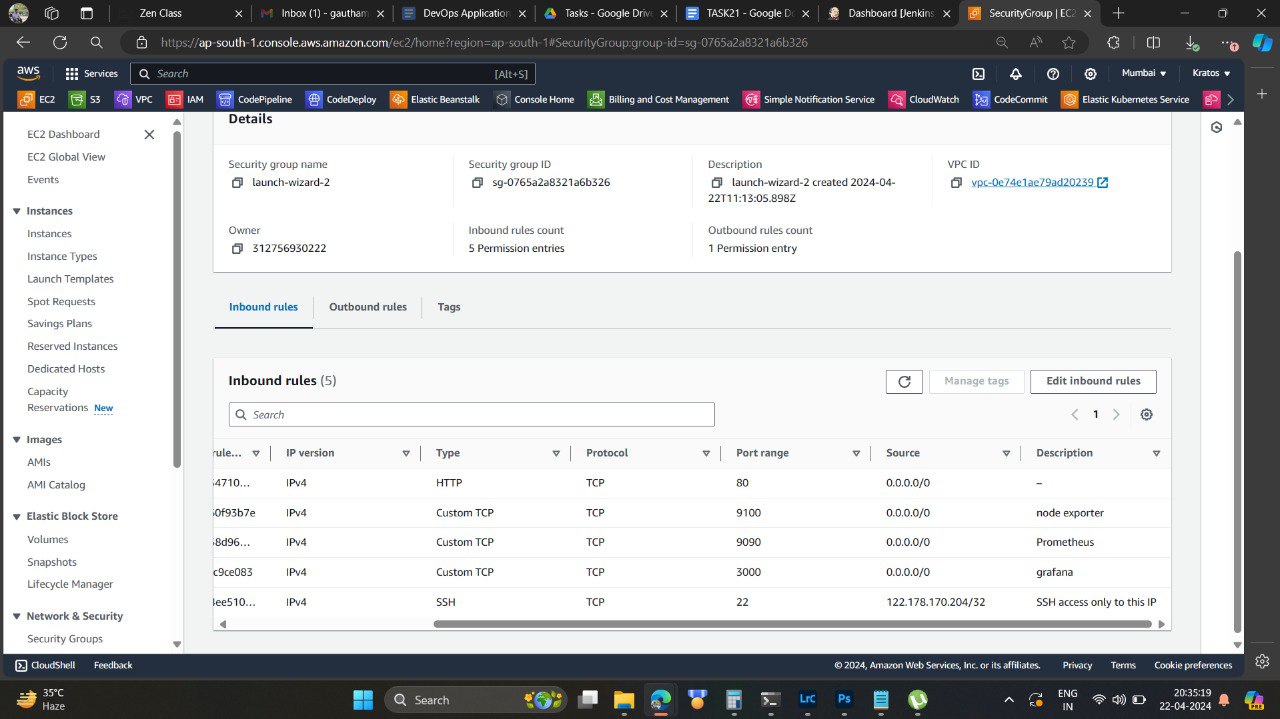 Zen Class
Inbox (1) - gautham
DevOps Application
Tasks - Google Drive
TASK21 - Google Do
Dashboard [Jenkins
SecurityGroup | EC2
https://ap-south-1.console.aws.amazon.com/ec2/home?region=ap-south-1#SecurityGroup:group-id=sg-0765a2a8321a6b326
aws
Services
Search
[Alt+S]
Mumbai
Kratos
EC2
S3
VPC
IAM
CodePipeline
CodeDeploy
Elastic Beanstalk
Console Home
Billing and Cost Management
Simple Notification Service
CloudWatch
CodeCommit
Elastic Kubernetes Service
EC2 Dashboard
EC2 Global View
Events
Instances
Instances
Instance Types
Launch Templates
Spot Requests
Savings Plans
Reserved Instances
Dedicated Hosts
Capacity
Reservations New
Images
AMIs
AMI Catalog
Elastic Block Store
Volumes
Snapshots
Lifecycle Manager
Network & Security
Security Groups
Details
Security group name
launch-wizard-2
Security group ID
sg-0765a2a8321a6b326
Description
launch-wizard-2 created 2024-04-
22T11:13:05.898Z
VPC ID
vpc-0e74e1ae79ad20239
Owner
312756930222
Inbound rules count
5 Permission entries
Outbound rules count
1 Permission entry
Inbound rules
Outbound rules
Tags
Inbound rules (5)
Manage tags
Edit inbound rules
Search
1
rule... IP version Type Protocol Port range Source Description
4710... IPv4 HTTP TCP 80 0.0.0.0/0 –
0f93b7e IPv4 Custom TCP TCP 9100 0.0.0.0/0 node exporter
8d96... IPv4 Custom TCP TCP 9090 0.0.0.0/0 Prometheus
c9ce083 IPv4 Custom TCP TCP 3000 0.0.0.0/0 grafana
ee510... IPv4 SSH TCP 22 122.178.170.204/32 SSH access only to this IP
CloudShell
Feedback
© 2024, Amazon Web Services, Inc. or its affiliates.
Privacy
Terms
Cookie preferences
35°C
Haze
Search
LrC
Ps
ENG
IN
20:35:19
22-04-2024